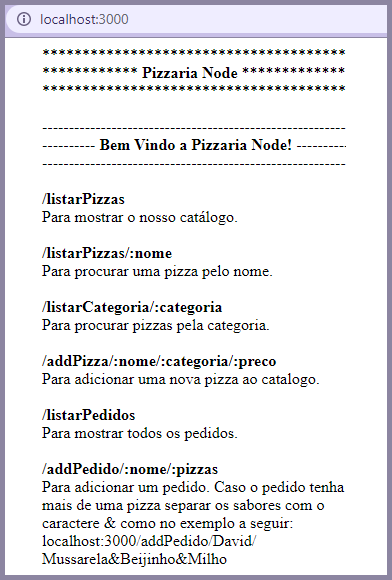 localhost:3000
**************************************
************ Pizzaria Node *************
**************************************
------------------------------------------------------
---------- Bem Vindo a Pizzaria Node! ----------
------------------------------------------------------
/listarPizzas
Para mostrar o nosso catálogo.
/listarPizzas/:nome
Para procurar uma pizza pelo nome.
/listarCategoria/:categoria
Para procurar pizzas pela categoria.
/addPizza/:nome/:categoria/:preco
Para adicionar uma nova pizza ao catalogo.
/listarPedidos
Para mostrar todos os pedidos.
/addPedido/:nome/:pizzas
Para adicionar um pedido. Caso o pedido tenha
mais de uma pizza separar os sabores com o
caractere & como no exemplo a seguir:
localhost:3000/addPedido/David/
Mussarela&Beijinho&Milho